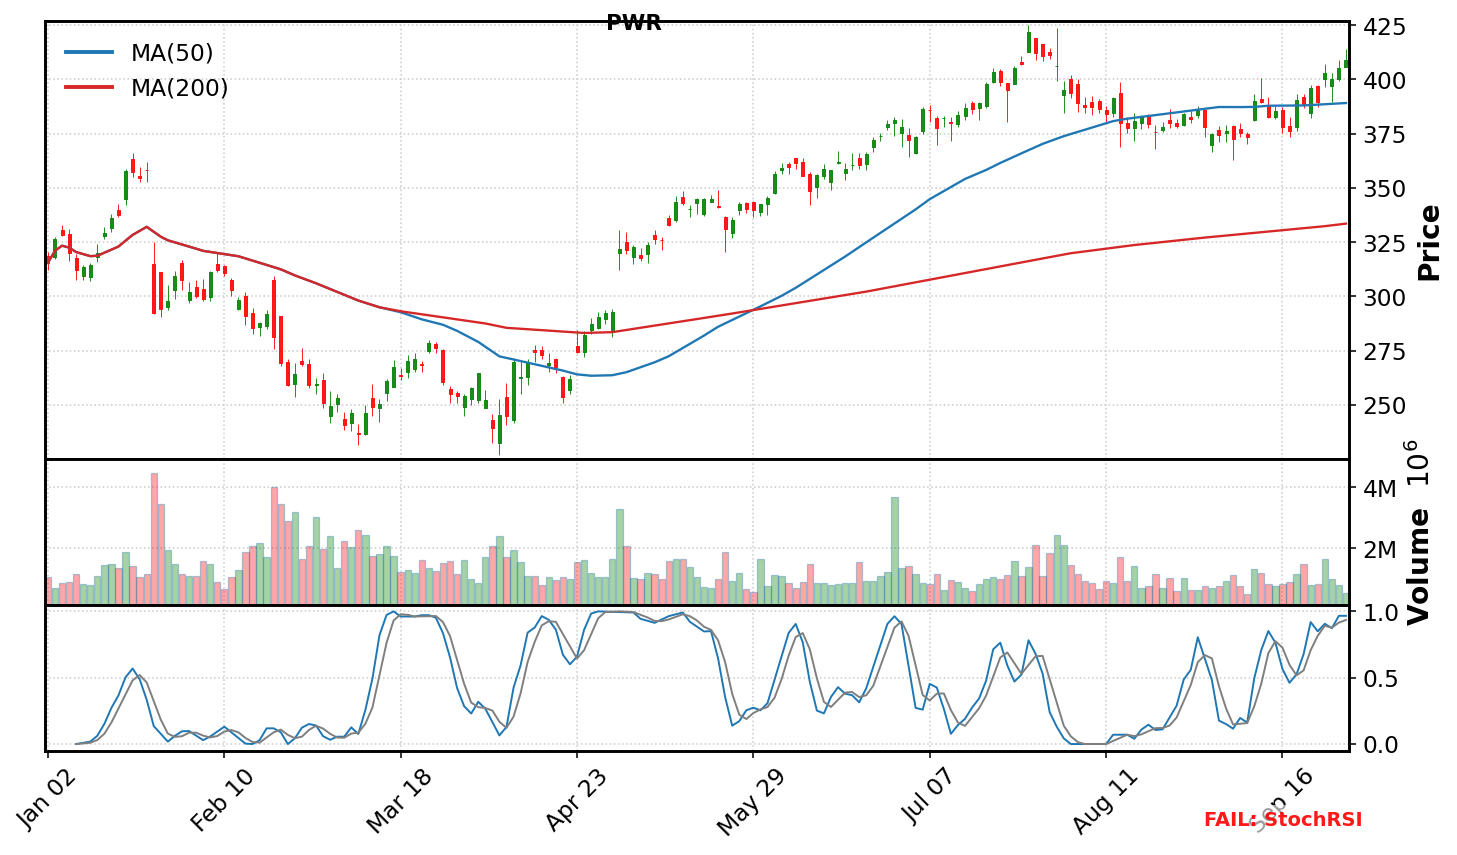 PWR
MA(50)
MA(200)
425
400
375
350
325
300
275
250
Price
4M
2M
Volume 10⁶
1.0
0.5
0.0
Jan 02
Feb 10
Mar 18
Apr 23
May 29
Jul 07
Aug 11
Sep 16
FAIL: StochRSI